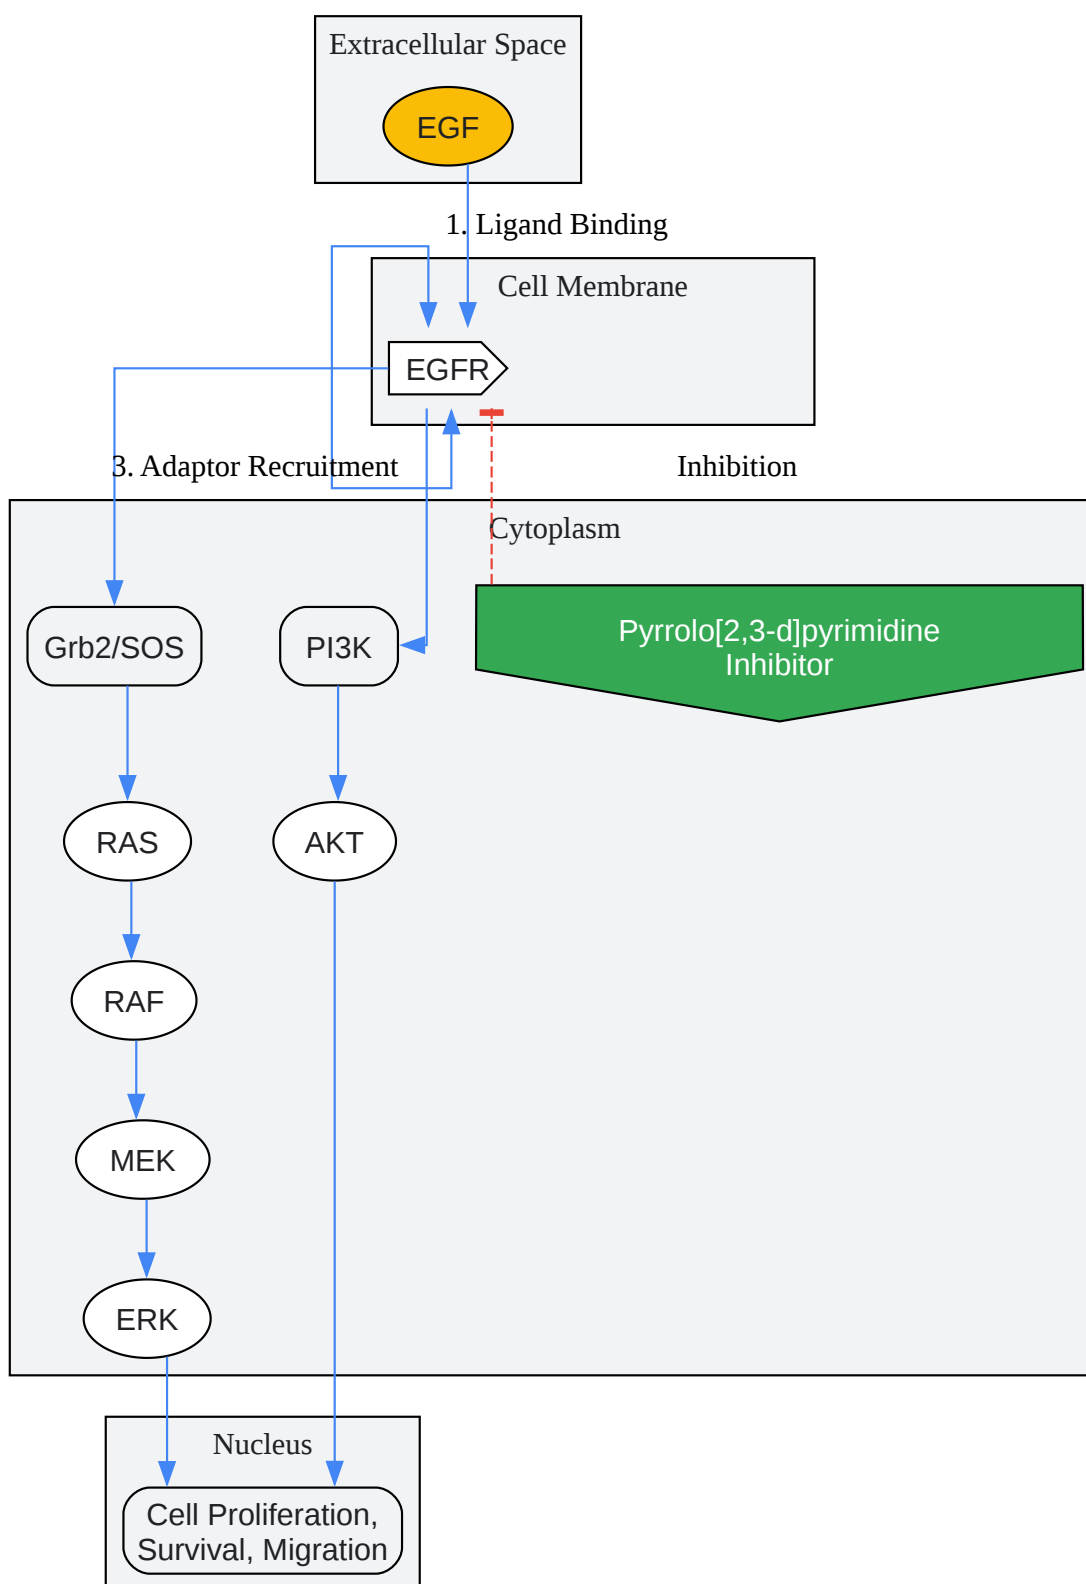 Extracellular Space
EGF
1. Ligand Binding
Cell Membrane
EGFR
3. Adaptor Recruitment
Inhibition
Cytoplasm
Grb2/SOS
PI3K
Pyrrolo[2,3-d]pyrimidine
Inhibitor
RAS
AKT
RAF
MEK
ERK
Nucleus
Cell Proliferation,
Survival, Migration